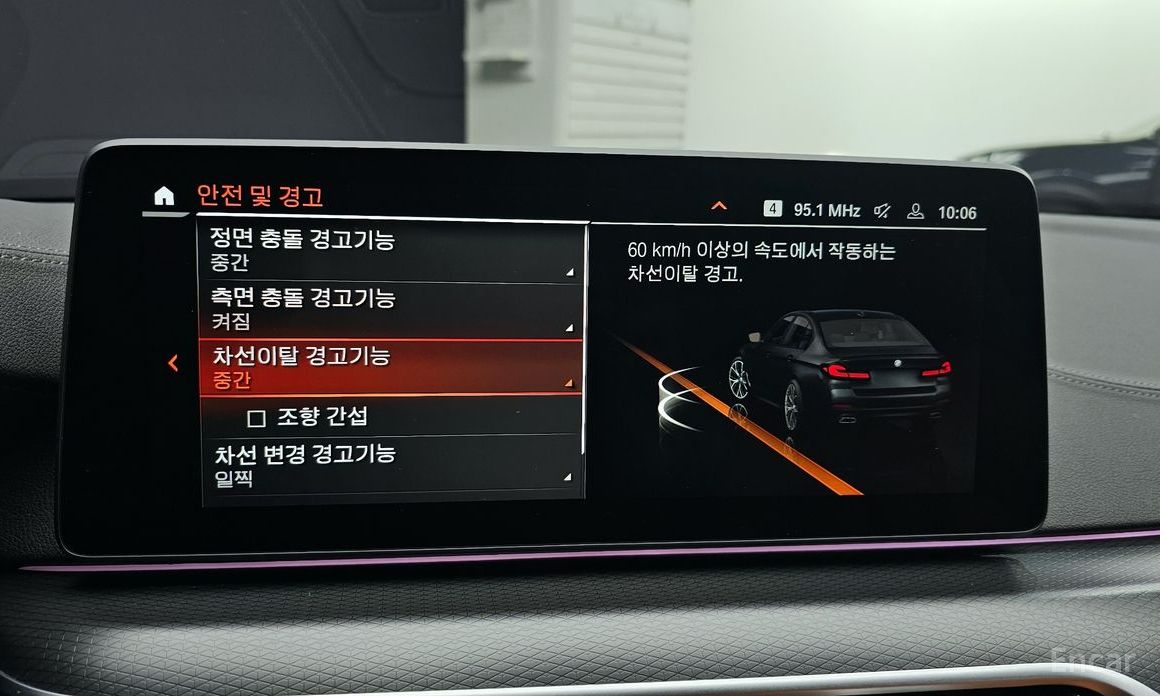 안전 및 경고
4 95.1 MHz 10:06
정면 충돌 경고기능
중간
측면 충돌 경고기능
켜짐
차선이탈 경고기능
중간
조향 간섭
차선 변경 경고기능
일찍
60 km/h 이상의 속도에서 작동하는
차선이탈 경고.
Encar